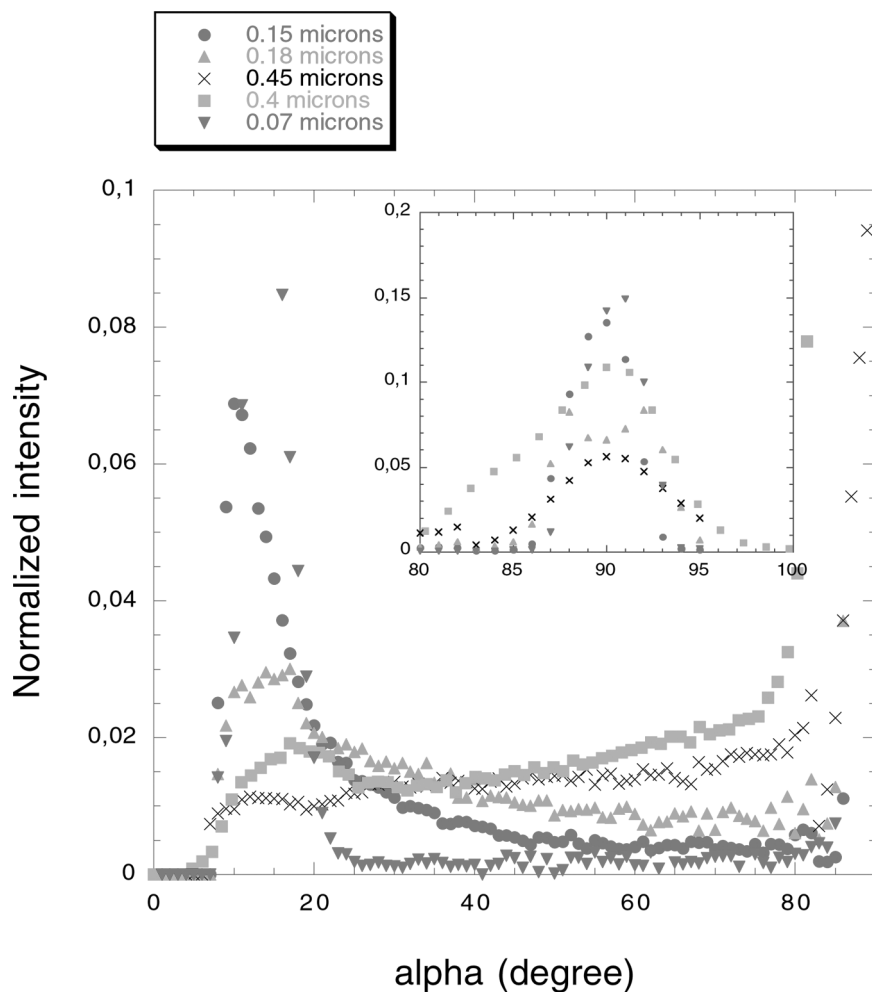 0.15 microns
0.18 microns
0.45 microns
0.4 microns
0.07 microns
0,1
0,08
0,06
0,04
0,02
0
Normalized intensity
0,2
0,15
0,1
0,05
0
80 85 90 95 100
0 20 40 60 80
alpha (degree)